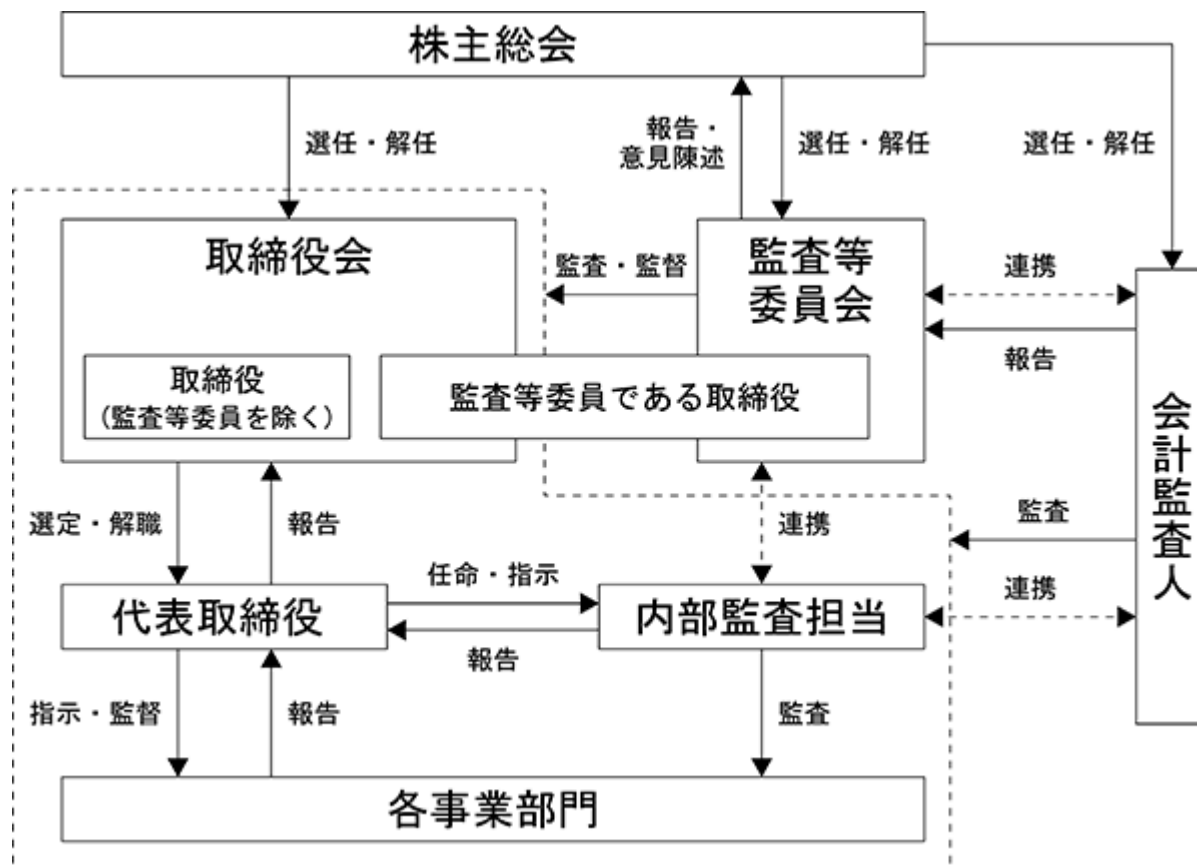 株主総会
選任・解任
報告・
意見陳述
選任・解任
選任・解任
取締役会
監査・監督
監査等
委員会
連携
報告
取締役
(監査等委員を除く)
監査等委員である取締役
会計監査人
選定・解職
報告
連携
監査
任命・指示
代表取締役
内部監査担当
連携
報告
指示・監督
報告
監査
各事業部門